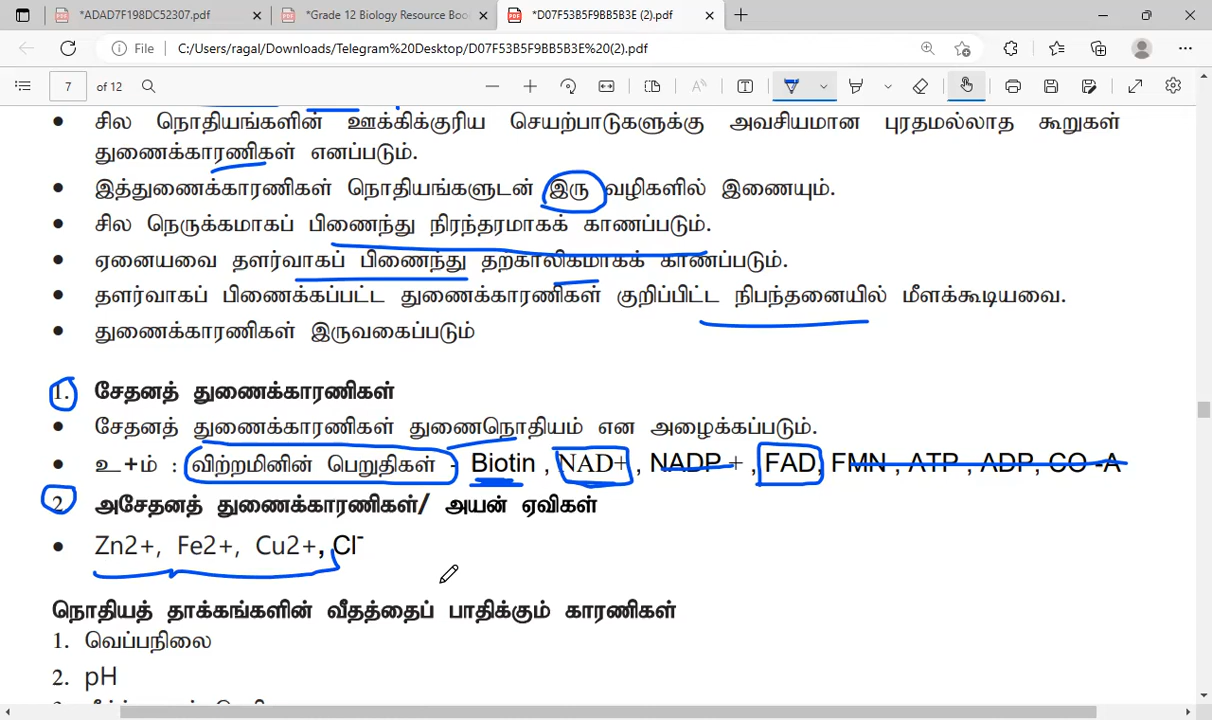 *ADAD7F198DC52307.pdf
*Grade 12 Biology Resource Boo
*D07F53B5F9BB5B3E (2).pdf
File
C:/Users/ragal/Downloads/Telegram%20Desktop/D07F53B5F9BB5B3E%20(2).pdf
7 of 12
• சில நொதியங்களின் ஊக்கிக்குரிய செயற்பாடுகளுக்கு அவசியமான புரதமல்லாத கூறுகள்
துணைக்காரணிகள் எனப்படும்.
• இத்துணைக்காரணிகள் நொதியங்களுடன் இரு வழிகளில் இணையும்.
• சில நெருக்கமாகப் பிணைந்து நிரந்தரமாகக் காணப்படும்.
• ஏனையவை தளர்வாகப் பிணைந்து தற்காலிகமாகக் காணப்படும்.
• தளர்வாகப் பிணைக்கப்பட்ட துணைக்காரணிகள் குறிப்பிட்ட நிபந்தனையில் மீளக்கூடியவை.
• துணைக்காரணிகள் இருவகைப்படும்
1. சேதனத் துணைக்காரணிகள்
• சேதனத் துணைக்காரணிகள் துணைநொதியம் என அழைக்கப்படும்.
• உ+ம் : விற்றமினின் பெறுதிகள் - Biotin , NAD+ , NADP + , FAD, FMN , ATP , ADP, CO -A
2. அசேதனத் துணைக்காரணிகள்/ அயன் ஏவிகள்
• Zn2+, Fe2+, Cu2+, Cl⁻
நொதியத் தாக்கங்களின் வீதத்தைப் பாதிக்கும் காரணிகள்
1. வெப்பநிலை
2. pH